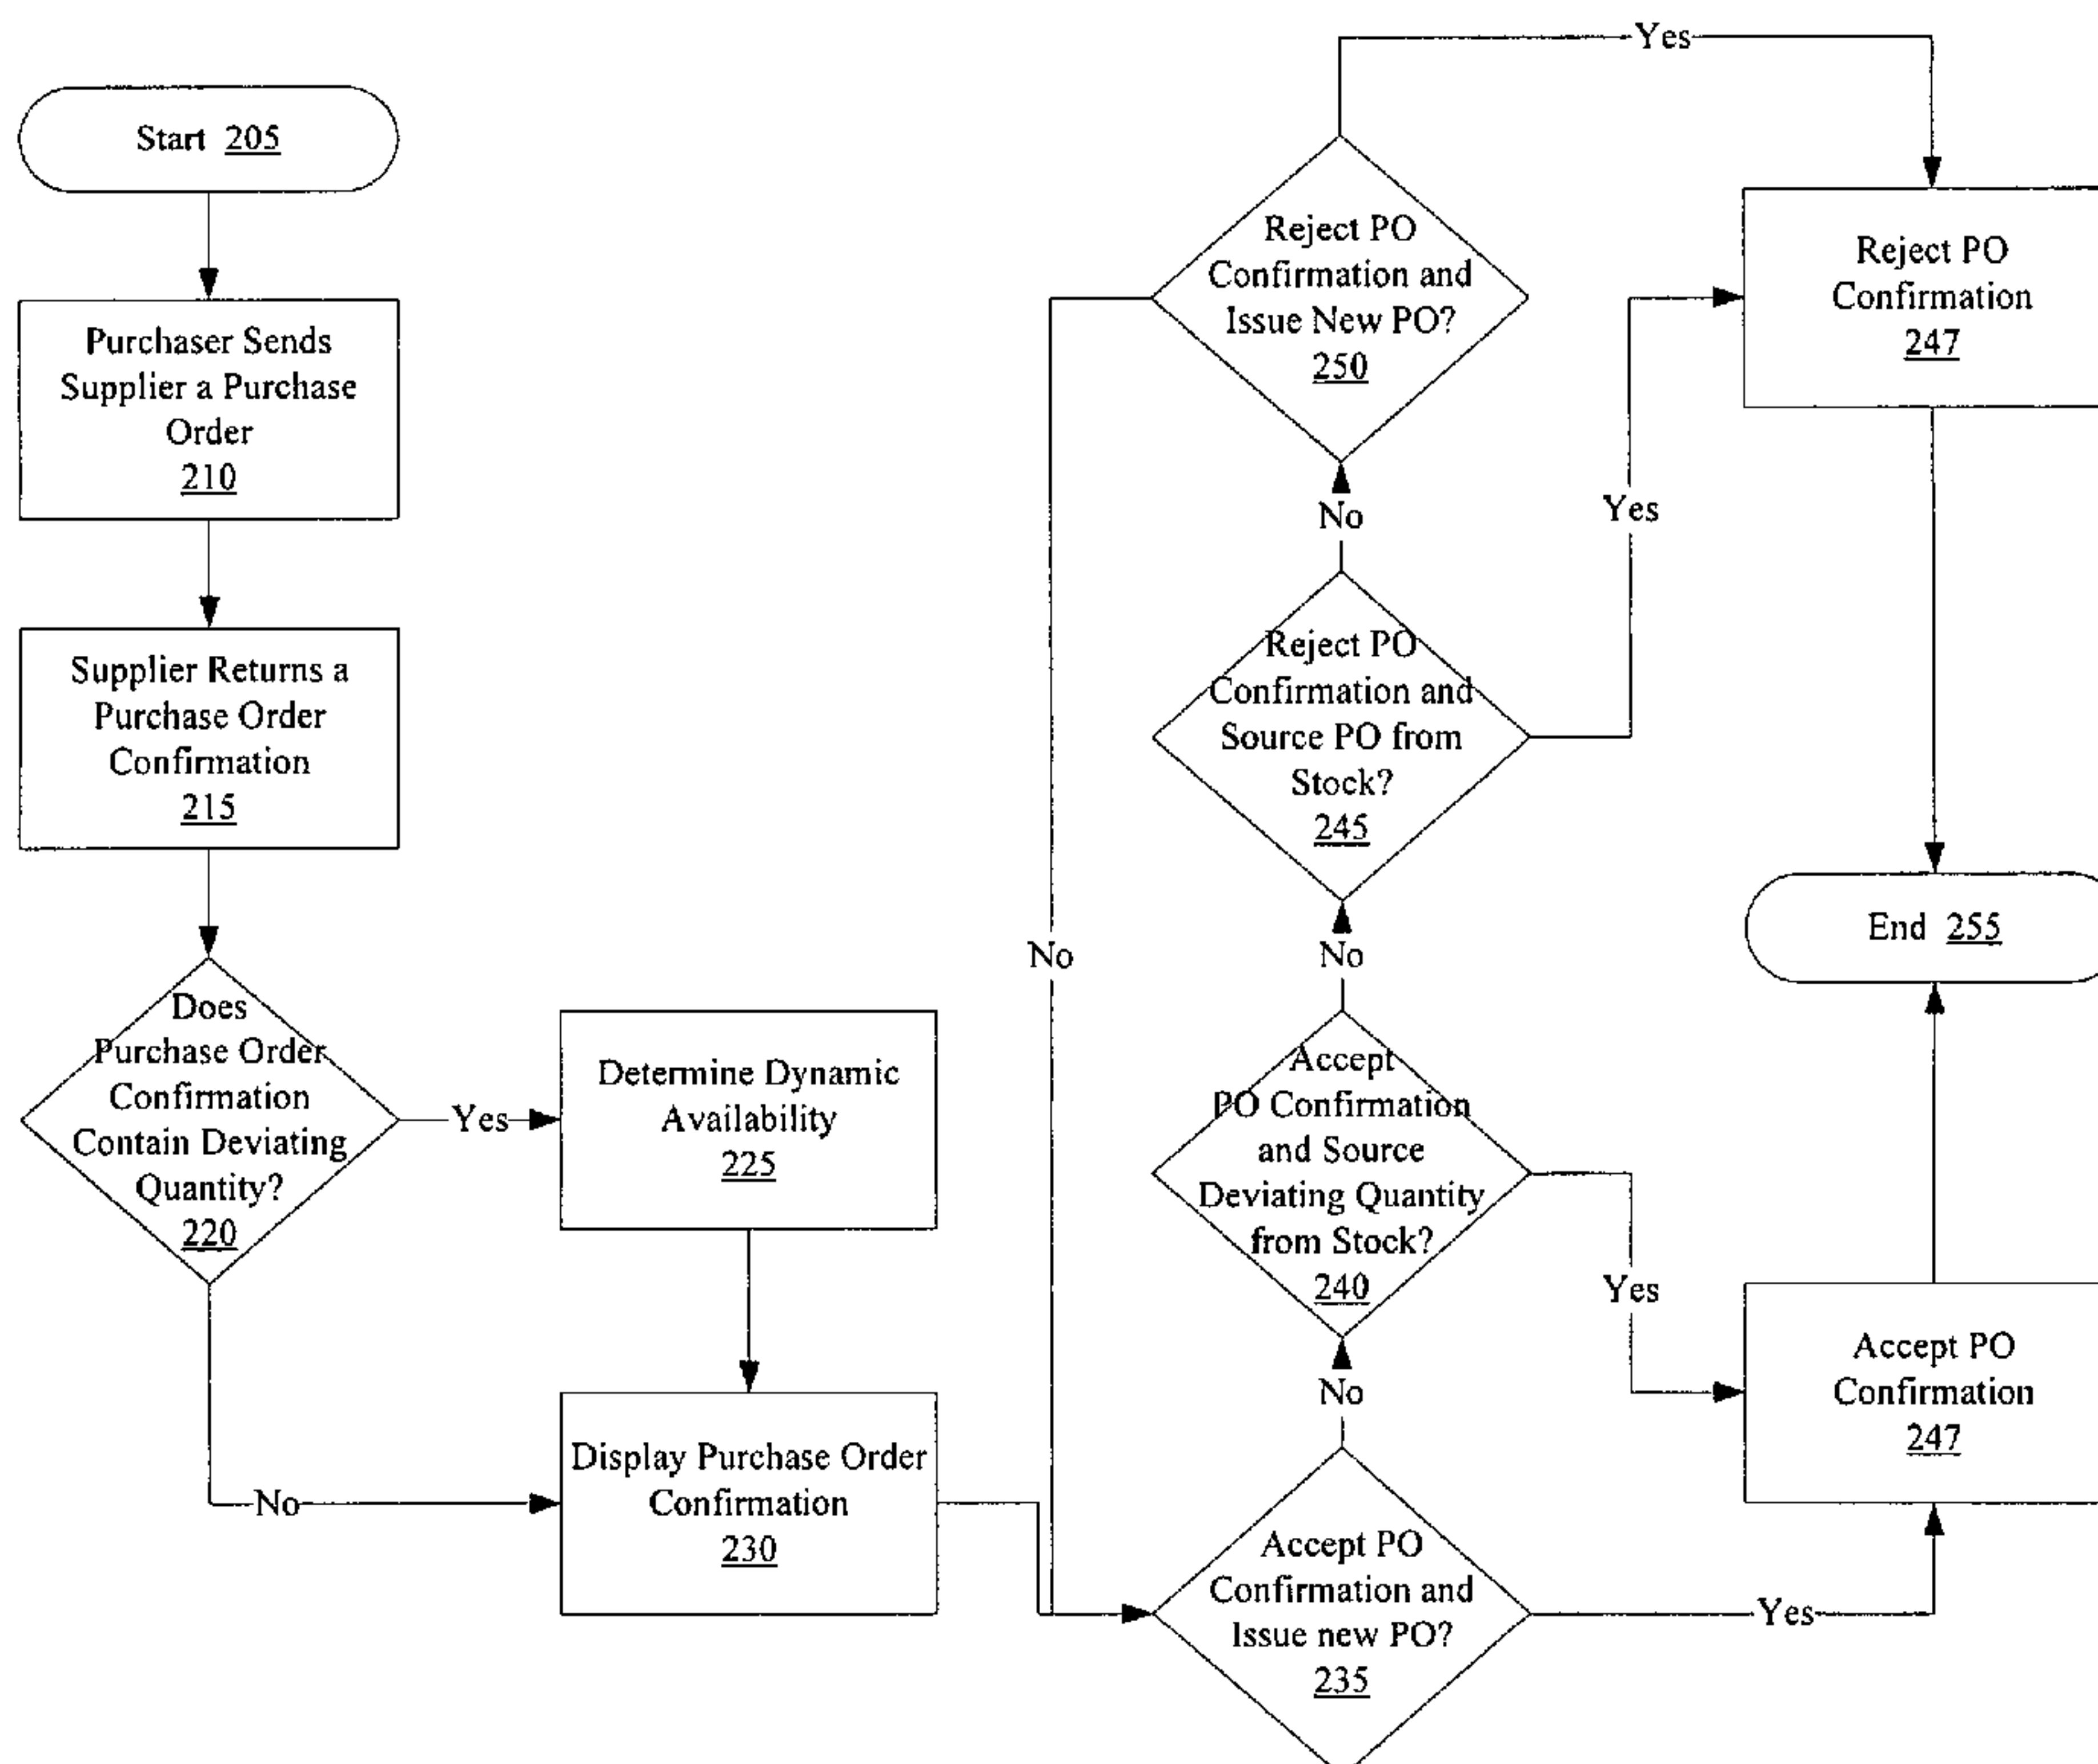 Start 205
Purchaser Sends
Supplier a Purchase
Order
210
Supplier Returns a
Purchase Order
Confirmation
215
Does
Purchase Order
Confirmation
Contain Deviating
Quantity?
220
Yes
No
Determine Dynamic
Availability
225
Display Purchase Order
Confirmation
230
Accept PO
Confirmation and
Issue new PO?
235
Yes
No
Accept
PO Confirmation
and Source
Deviating Quantity
from Stock?
240
Yes
No
Reject PO
Confirmation and
Source PO from
Stock?
245
Yes
No
Reject PO
Confirmation and
Issue New PO?
250
Yes
No
Reject PO
Confirmation
247
End 255
Accept PO
Confirmation
247